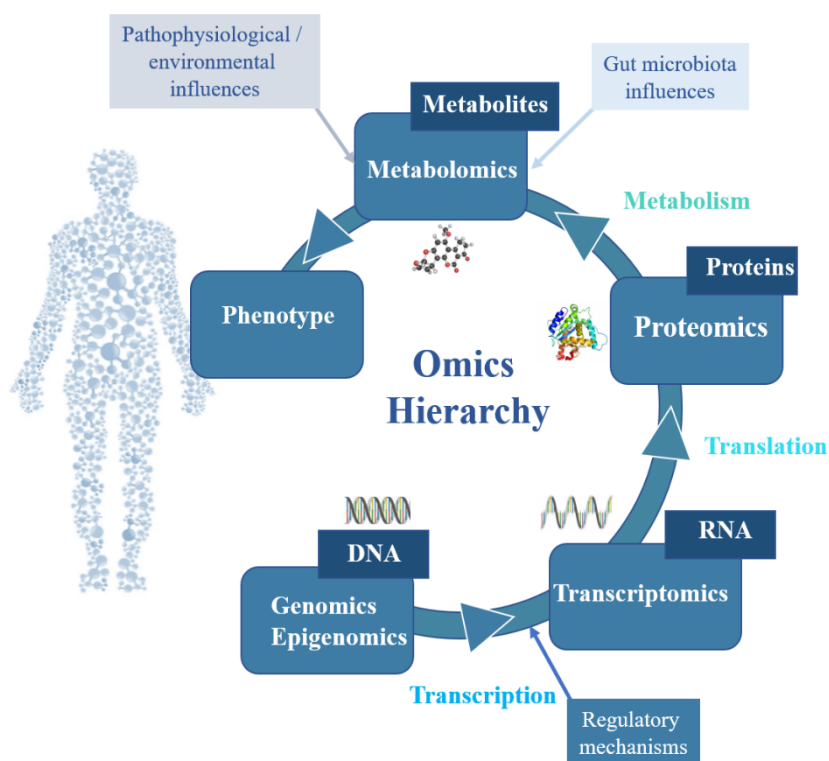 Pathophysiological /
environmental
influences
Gut microbiota
influences
Metabolites
Metabolomics
Metabolism
Proteins
Proteomics
Phenotype
Omics
Hierarchy
Translation
RNA
Transcriptomics
DNA
Genomics
Epigenomics
Transcription
Regulatory
mechanisms